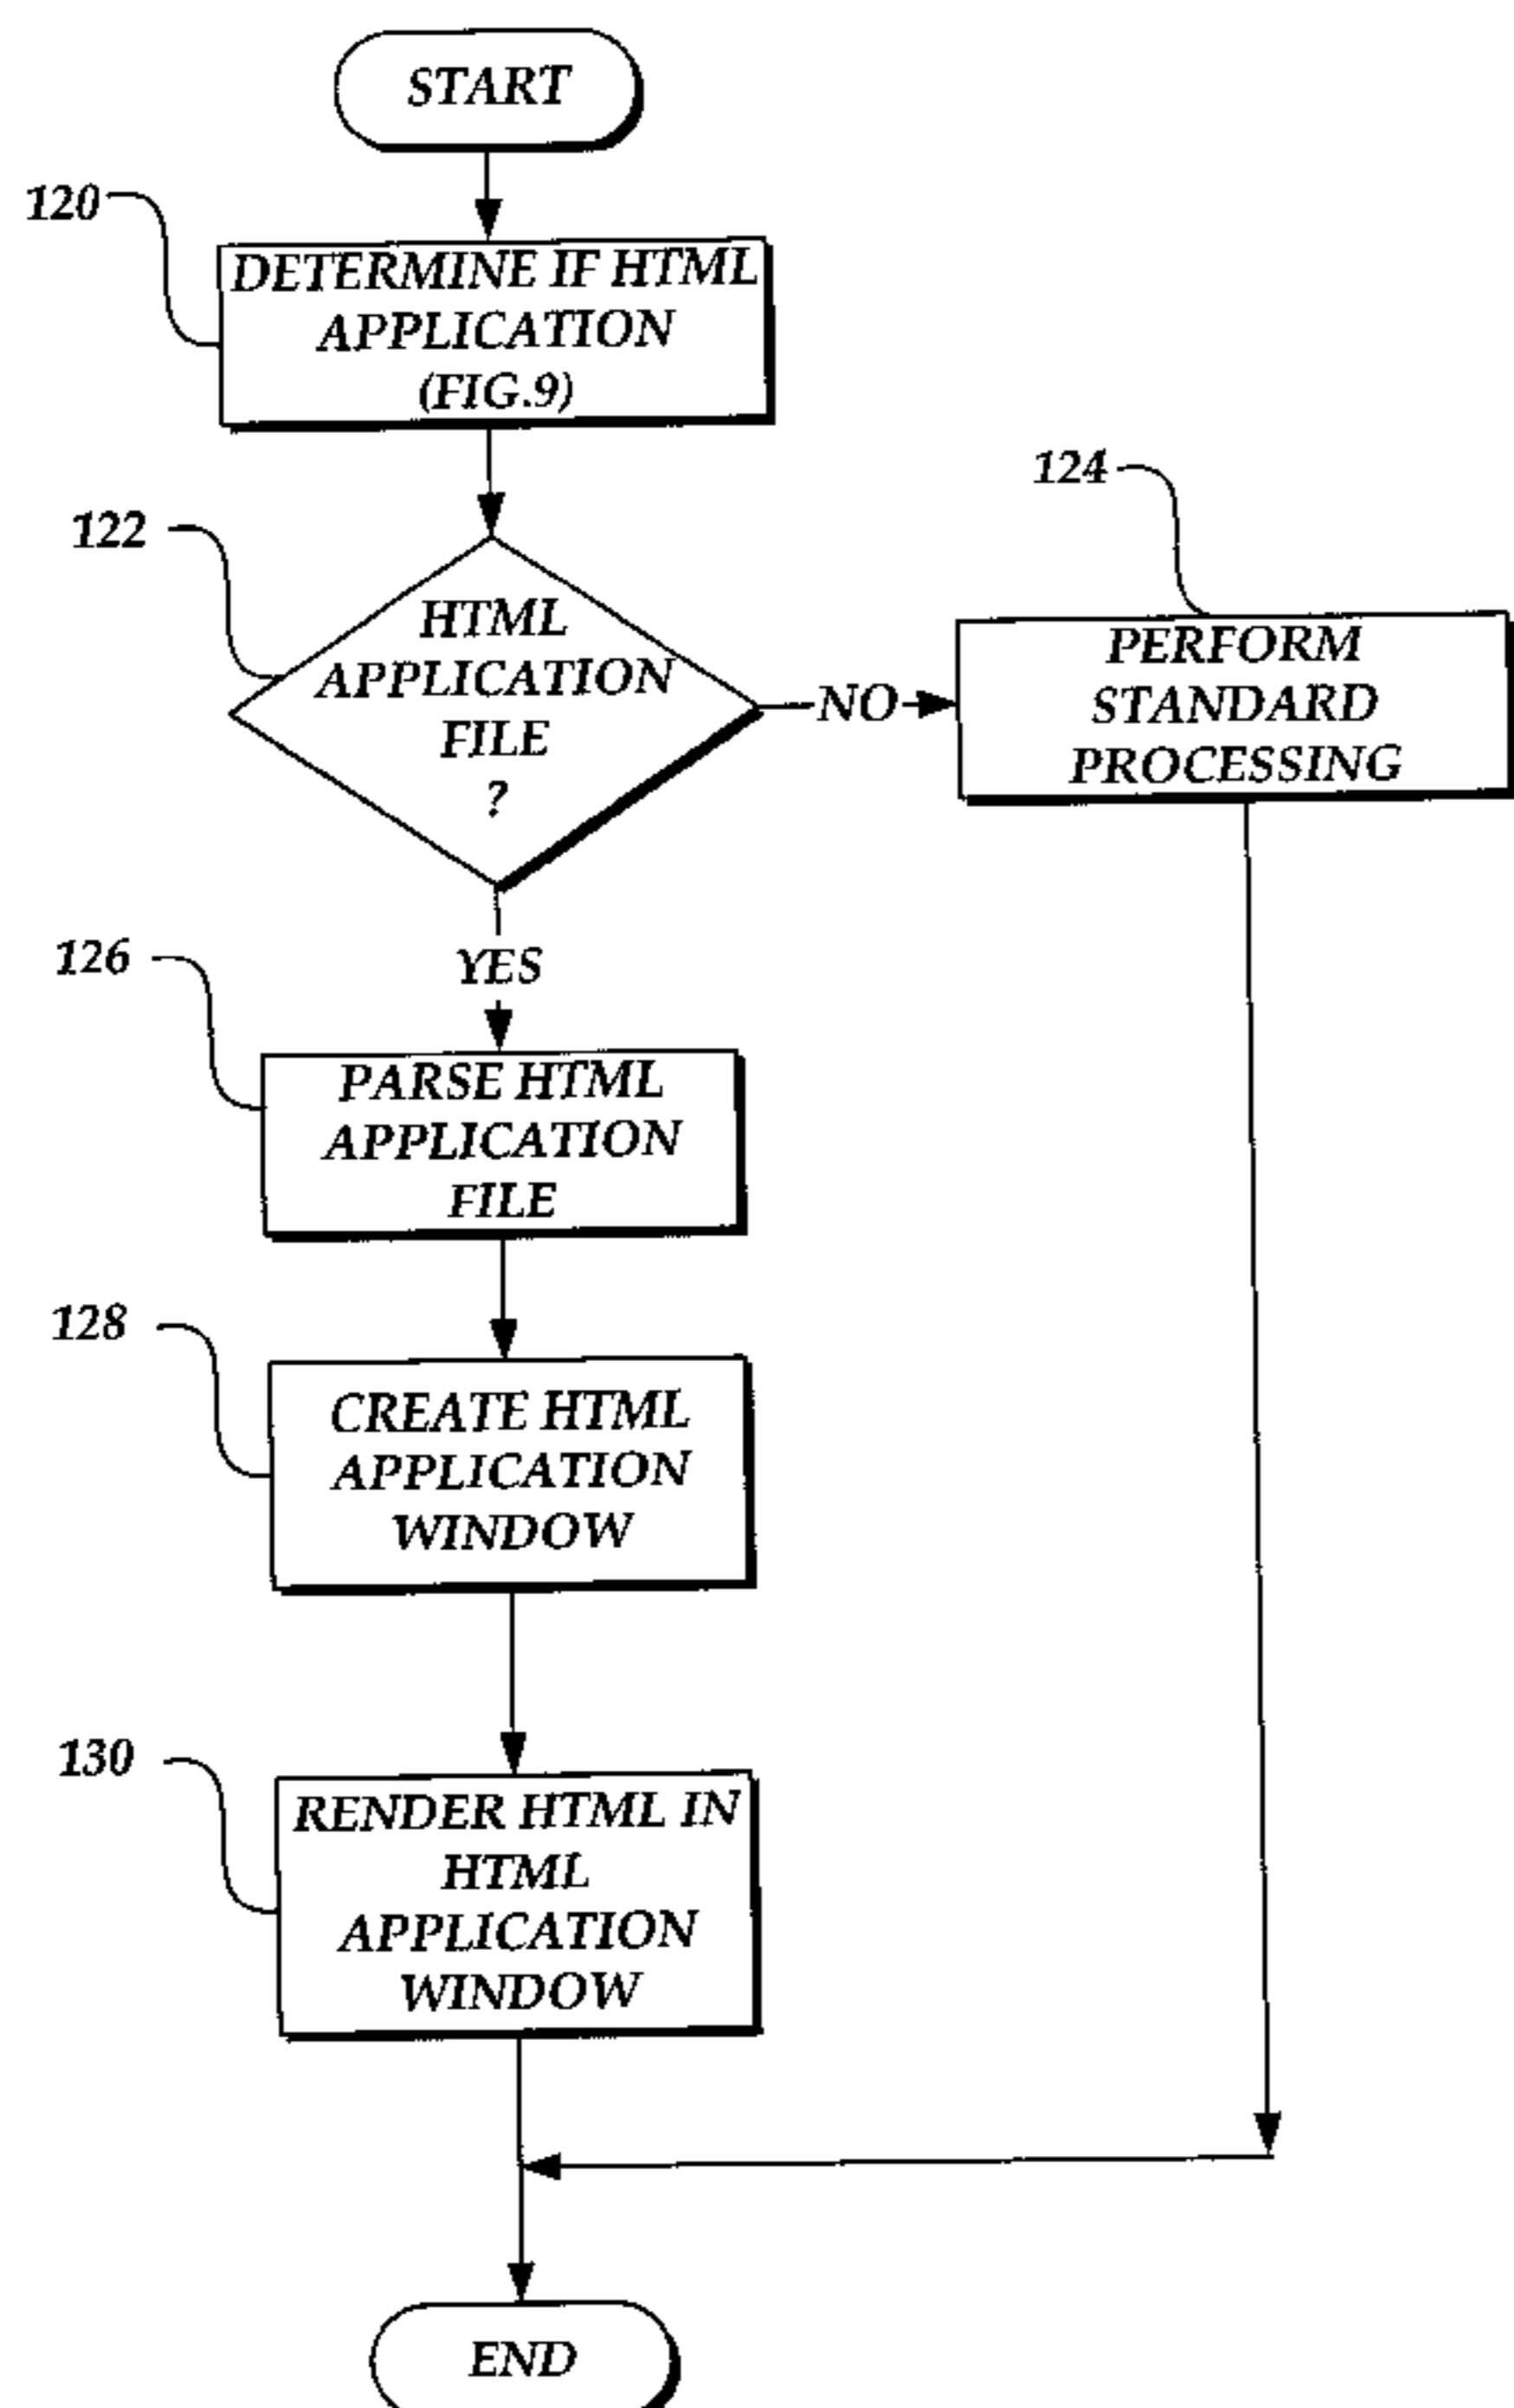 START
120
DETERMINE IF HTML
APPLICATION
(FIG.9)
122
HTML
APPLICATION
FILE
?
NO
124
PERFORM
STANDARD
PROCESSING
YES
126
PARSE HTML
APPLICATION
FILE
128
CREATE HTML
APPLICATION
WINDOW
130
RENDER HTML IN
HTML
APPLICATION
WINDOW
END